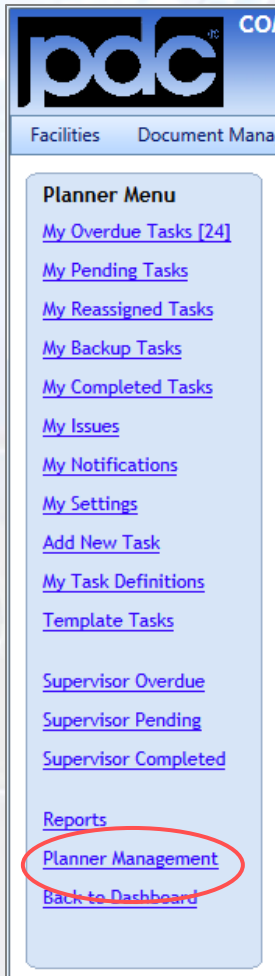 pdc®
CO
Facilities Document Mana
Planner Menu
My Overdue Tasks [24]
My Pending Tasks
My Reassigned Tasks
My Backup Tasks
My Completed Tasks
My Issues
My Notifications
My Settings
Add New Task
My Task Definitions
Template Tasks
Supervisor Overdue
Supervisor Pending
Supervisor Completed
Reports
Planner Management
Back to Dashboard